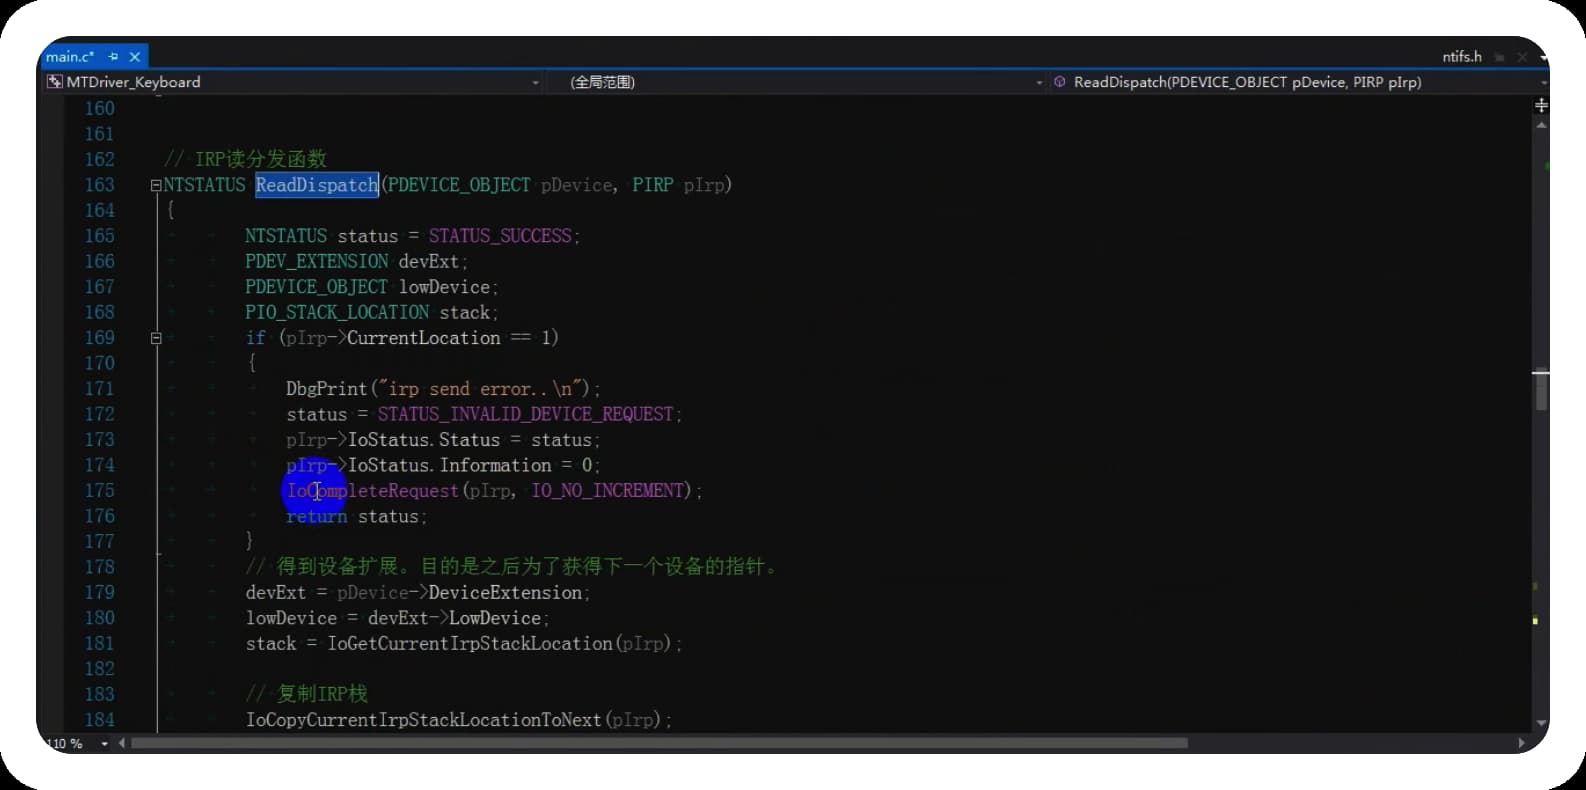 main.c*
ntifs.h
MTDriver_Keyboard
(全局范围)
ReadDispatch(PDEVICE_OBJECT pDevice, PIRP pIrp)
160
161
162 // IRP读分发函数
163 NTSTATUS ReadDispatch(PDEVICE_OBJECT pDevice, PIRP pIrp)
164 {
165 NTSTATUS status = STATUS_SUCCESS;
166 PDEV_EXTENSION devExt;
167 PDEVICE_OBJECT lowDevice;
168 PIO_STACK_LOCATION stack;
169 if (pIrp->CurrentLocation == 1)
170 {
171 DbgPrint("irp send error..\n");
172 status = STATUS_INVALID_DEVICE_REQUEST;
173 pIrp->IoStatus.Status = status;
174 pIrp->IoStatus.Information = 0;
175 IoCompleteRequest(pIrp, IO_NO_INCREMENT);
176 return status;
177 }
178 // 得到设备扩展。目的是之后为了获得下一个设备的指针。
179 devExt = pDevice->DeviceExtension;
180 lowDevice = devExt->LowDevice;
181 stack = IoGetCurrentIrpStackLocation(pIrp);
182
183 // 复制IRP栈
184 IoCopyCurrentIrpStackLocationToNext(pIrp);
110 %